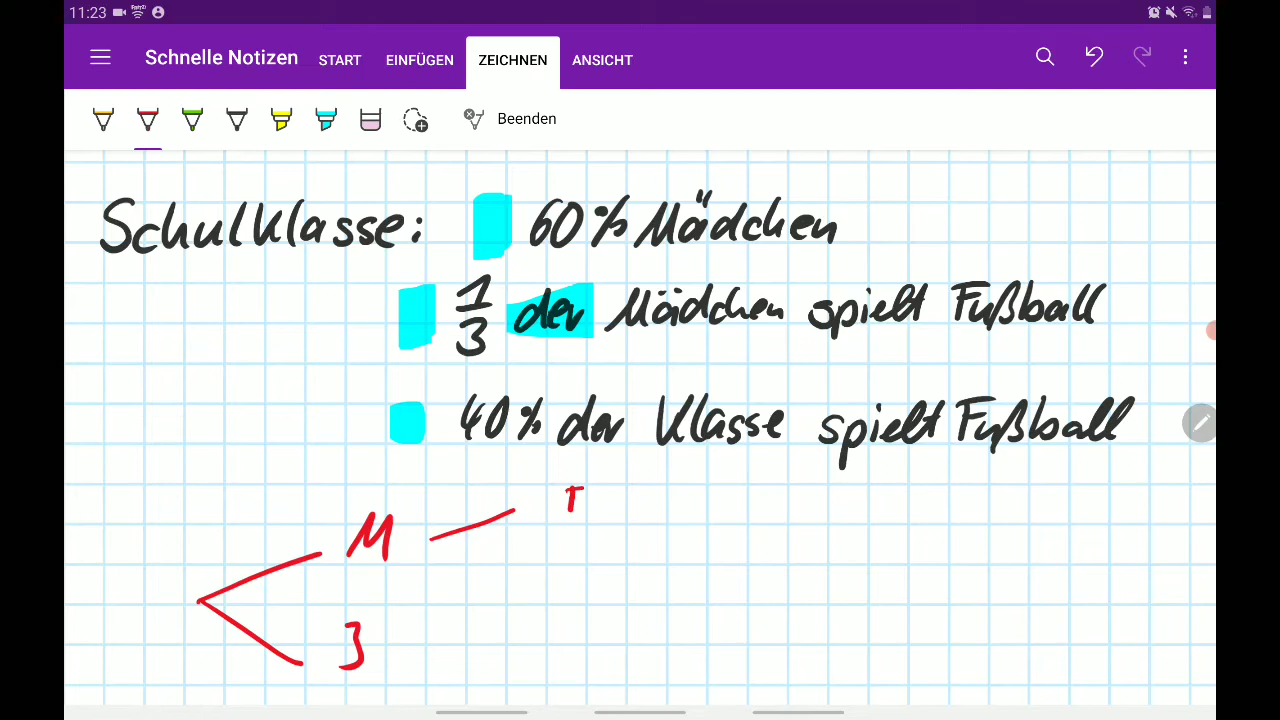 11:23
Schnelle Notizen START EINFÜGEN ZEICHNEN ANSICHT
Beenden
Schulklasse: 60% Mädchen
1/3 der Mädchen spielt Fußball
40% der Klasse spielt Fußball
M
J